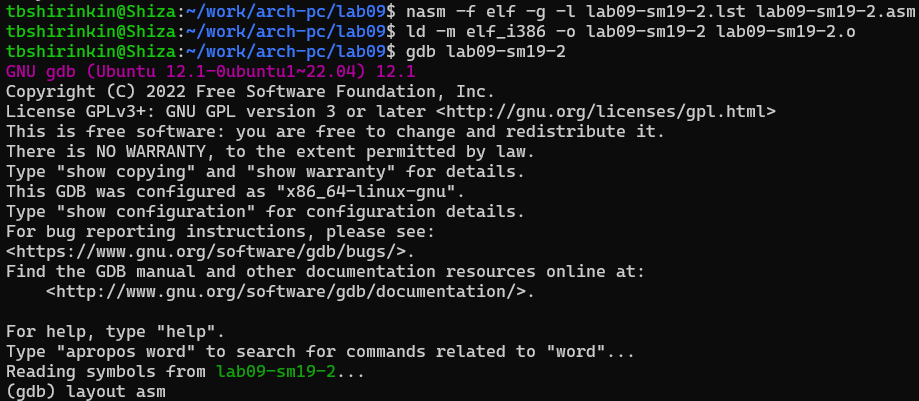 tbshirinkin@Shiza:~/work/arch-pc/lab09$ nasm -f elf -g -l lab09-sm19-2.lst lab09-sm19-2.asm
tbshirinkin@Shiza:~/work/arch-pc/lab09$ ld -m elf_i386 -o lab09-sm19-2 lab09-sm19-2.o
tbshirinkin@Shiza:~/work/arch-pc/lab09$ gdb lab09-sm19-2
GNU gdb (Ubuntu 12.1-0ubuntu1~22.04) 12.1
Copyright (C) 2022 Free Software Foundation, Inc.
License GPLv3+: GNU GPL version 3 or later <http://gnu.org/licenses/gpl.html>
This is free software: you are free to change and redistribute it.
There is NO WARRANTY, to the extent permitted by law.
Type "show copying" and "show warranty" for details.
This GDB was configured as "x86_64-linux-gnu".
Type "show configuration" for configuration details.
For bug reporting instructions, please see:
<https://www.gnu.org/software/gdb/bugs/>.
Find the GDB manual and other documentation resources online at:
    <http://www.gnu.org/software/gdb/documentation/>.

For help, type "help".
Type "apropos word" to search for commands related to "word"...
Reading symbols from lab09-sm19-2...
(gdb) layout asm